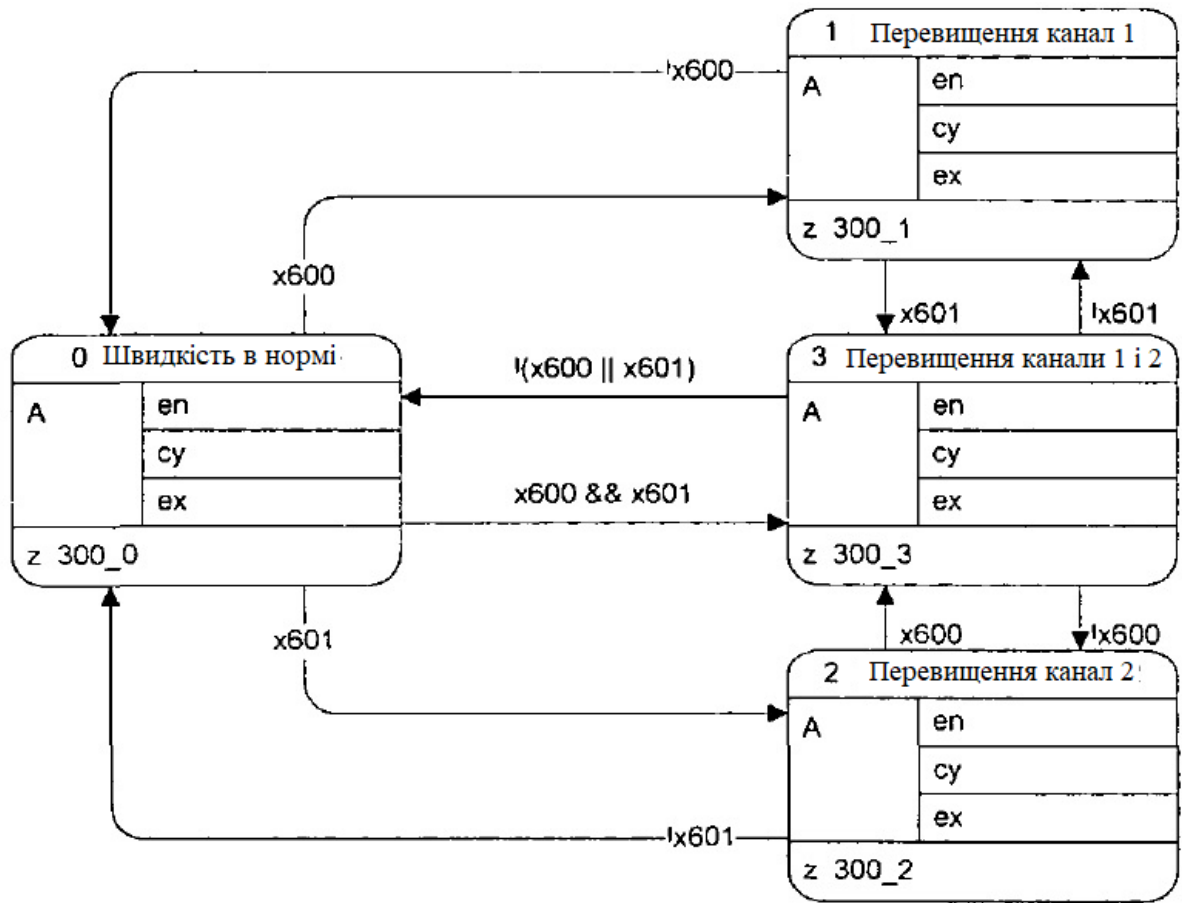 1 Перевищення канал 1
A
en
cy
ex
z 300_1
!x600
x600
x601
!x601
0 Швидкість в нормі
A
en
cy
ex
z 300_0
!(x600 || x601)
x600 && x601
3 Перевищення канали 1 і 2
A
en
cy
ex
z 300_3
x601
x600
!x600
2 Перевищення канал 2
A
en
cy
ex
z 300_2
!x601